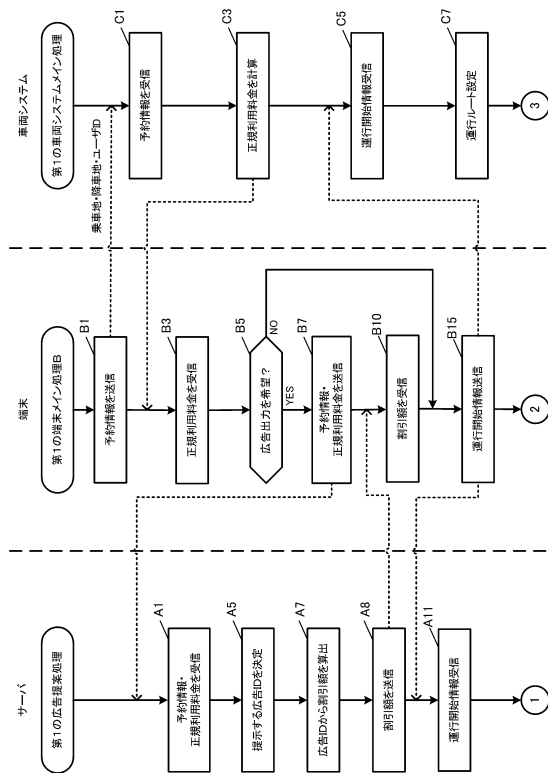 サーバ
第1の広告提案処理
A1
予約情報・
正規利用料金を受信
A5
提示する広告IDを決定
A7
広告IDから割引額を算出
A8
割引額を送信
A11
運行開始情報受信
1
端末
第1の端末メイン処理B
B1
予約情報を送信
B3
正規利用料金を受信
B5
広告出力を希望?
NO
YES
B7
予約情報・
正規利用料金を送信
B10
割引額を受信
B15
運行開始情報送信
2
車両システム
第1の車両システムメイン処理
乗車地・降車地・ユーザID
C1
予約情報を受信
C3
正規利用料金を計算
C5
運行開始情報受信
C7
運行ルート設定
3